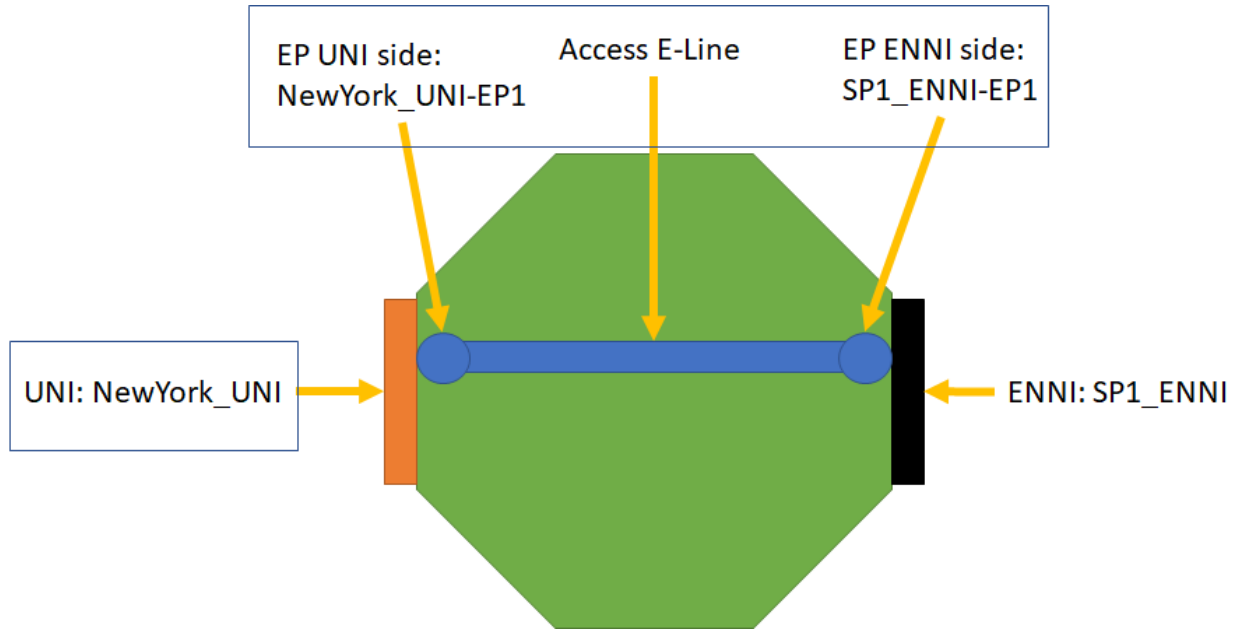 EP UNI side:
NewYork_UNI-EP1
Access E-Line
EP ENNI side:
SP1_ENNI-EP1
UNI: NewYork_UNI
ENNI: SP1_ENNI